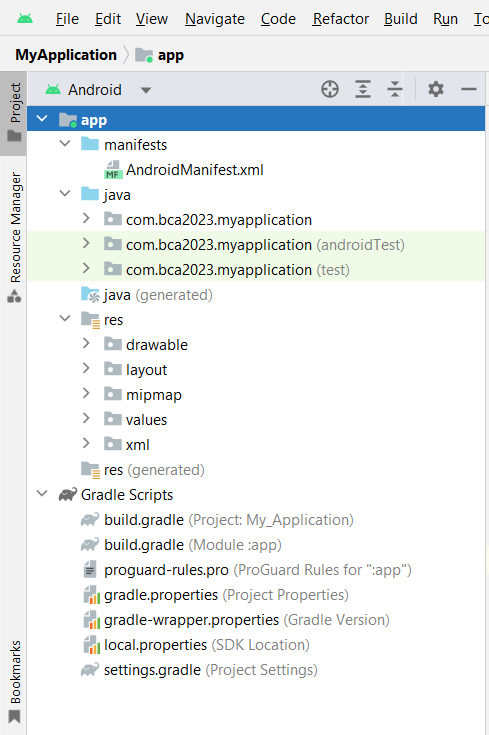 File Edit View Navigate Code Refactor Build Run To
MyApplication app
Project
Resource Manager
Bookmarks
Android
app
manifests
MF AndroidManifest.xml
java
com.bca2023.myapplication
com.bca2023.myapplication (androidTest)
com.bca2023.myapplication (test)
java (generated)
res
drawable
layout
mipmap
values
xml
res (generated)
Gradle Scripts
build.gradle (Project: My_Application)
build.gradle (Module :app)
proguard-rules.pro (ProGuard Rules for ":app")
gradle.properties (Project Properties)
gradle-wrapper.properties (Gradle Version)
local.properties (SDK Location)
settings.gradle (Project Settings)